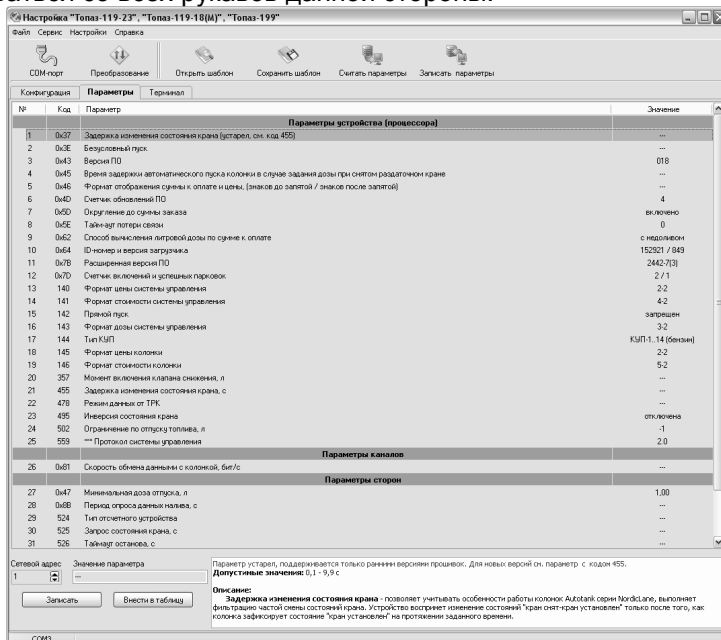 Настройка "Топаз-119-23", "Топаз-119-18(М)", "Топаз-199"
Файл Сервис Настройки Справка
COM-порт Преобразование Открыть шаблон Сохранить шаблон Считать параметры Записать параметры
Конфигурация Параметры Терминал
№ Код Параметр Значение
Параметры устройства (процессора)
1 0x37 Задержка изменения состояния крана (устарел, см. код 455) ---
2 0x3E Безусловный пуск ---
3 0x43 Версия ПО 018
4 0x45 Время задержки автоматического пуска колонки в случае задания дозы при снятом раздаточном кране ---
5 0x46 Формат отображения суммы к оплате и цены, (знаков до запятой / знаков после запятой) ---
6 0x4D Счетчик обновлений ПО 4
7 0x5D Округление до суммы заказа включено
8 0x5E Тайм-аут потери связи 0
9 0x62 Способ вычисления литровой дозы по сумме к оплате с недоливом
10 0x64 ID-номер и версия загрузчика 152921 / 849
11 0x7B Расширенная версия ПО 2442-7(3)
12 0x7D Счетчик включений и успешных парковок 2 / 1
13 140 Формат цены системы управления 2-2
14 141 Формат стоимости системы управления 4-2
15 142 Прямой пуск запрещен
16 143 Формат дозы системы управления 3-2
17 144 Тип КУП КУП-1..14 (бензин)
18 145 Формат цены колонки 2-2
19 146 Формат стоимости колонки 5-2
20 357 Момент включения клапана снижения, л ---
21 455 Задержка изменения состояния крана, с ---
22 478 Режим данных от ТРК ---
23 495 Инверсия состояния крана отключена
24 502 Ограничение по отпуску топлива, л -1
25 559 *** Протокол системы управления 2.0
Параметры каналов
26 0x81 Скорость обмена данными с колонкой, бит/с ---
Параметры сторон
27 0x47 Минимальная доза отпуска, л 1,00
28 0x8B Период опроса данных налива, с ---
29 524 Тип отсчетного устройства ---
30 525 Запрос состояния крана, с ---
31 526 Таймаут останова, с ---
Сетевой адрес Значение параметра
1 ---
Записать Внести в таблицу
Параметр устарел, поддерживается только ранними версиями прошивок. Для новых версий см. параметр с кодом 455.
Допустимые значения: 0,1 - 9,9 с
Описание:
Задержка изменения состояния крана - позволяет учитывать особенности работы колонок Autotank серии NordicLane, выполняет
фильтрацию частой смены состояний крана. Устройство воспримет изменение состояний "кран снят-кран установлен" только после того, как
колонка зафиксирует состояние "кран установлен" на протяжении заданного времени.
COM3